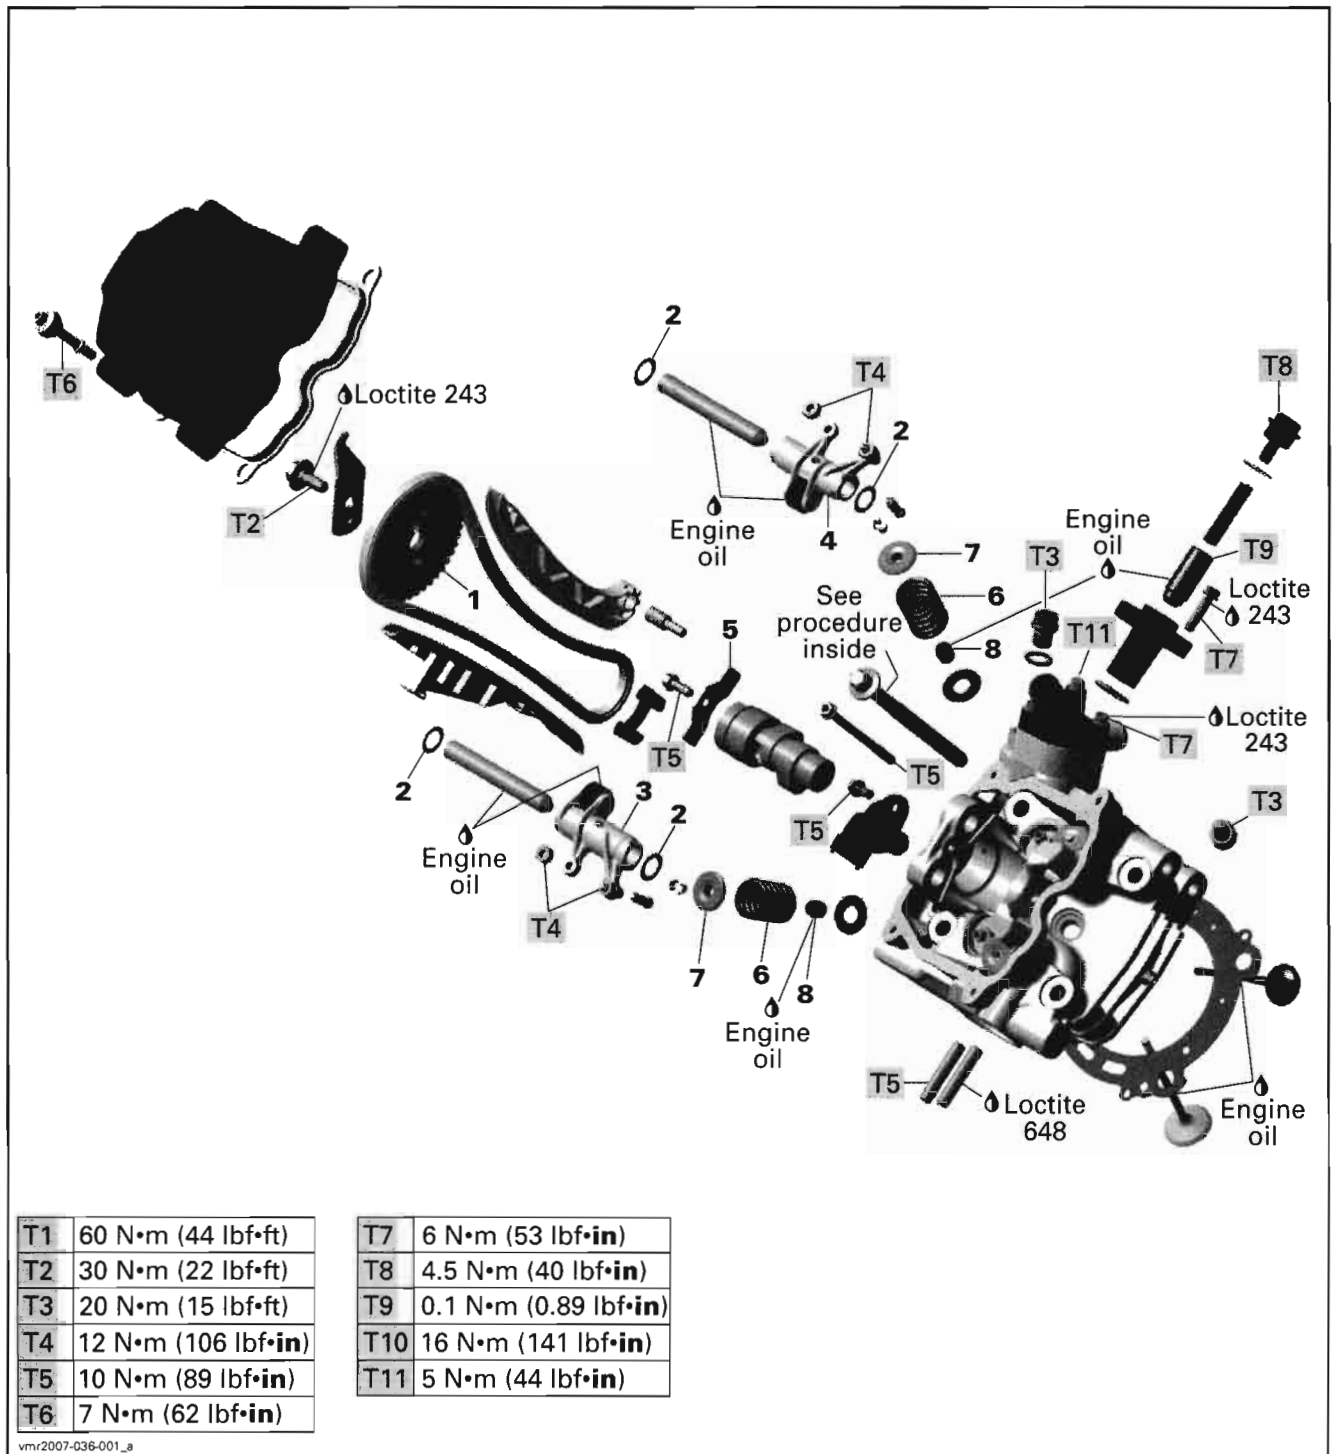 2
T4
T8
T6
💧Loctite 243
2
T2
Engine
oil
4
7
Engine
oil
T3
T9
1
6
See
procedure
inside
Loctite
243
5
8
T11
T7
Loctite
243
T7
T5
T5
2
3
2
T5
T3
Engine
oil
T4
7
6
8
Engine
oil
T5
Loctite
648
Engine
oil
T1 60 N•m (44 lbf•ft)
T2 30 N•m (22 lbf•ft)
T3 20 N•m (15 lbf•ft)
T4 12 N•m (106 lbf•in)
T5 10 N•m (89 lbf•in)
T6 7 N•m (62 lbf•in)
T7 6 N•m (53 lbf•in)
T8 4.5 N•m (40 lbf•in)
T9 0.1 N•m (0.89 lbf•in)
T10 16 N•m (141 lbf•in)
T11 5 N•m (44 lbf•in)
vmr2007-036-001_a